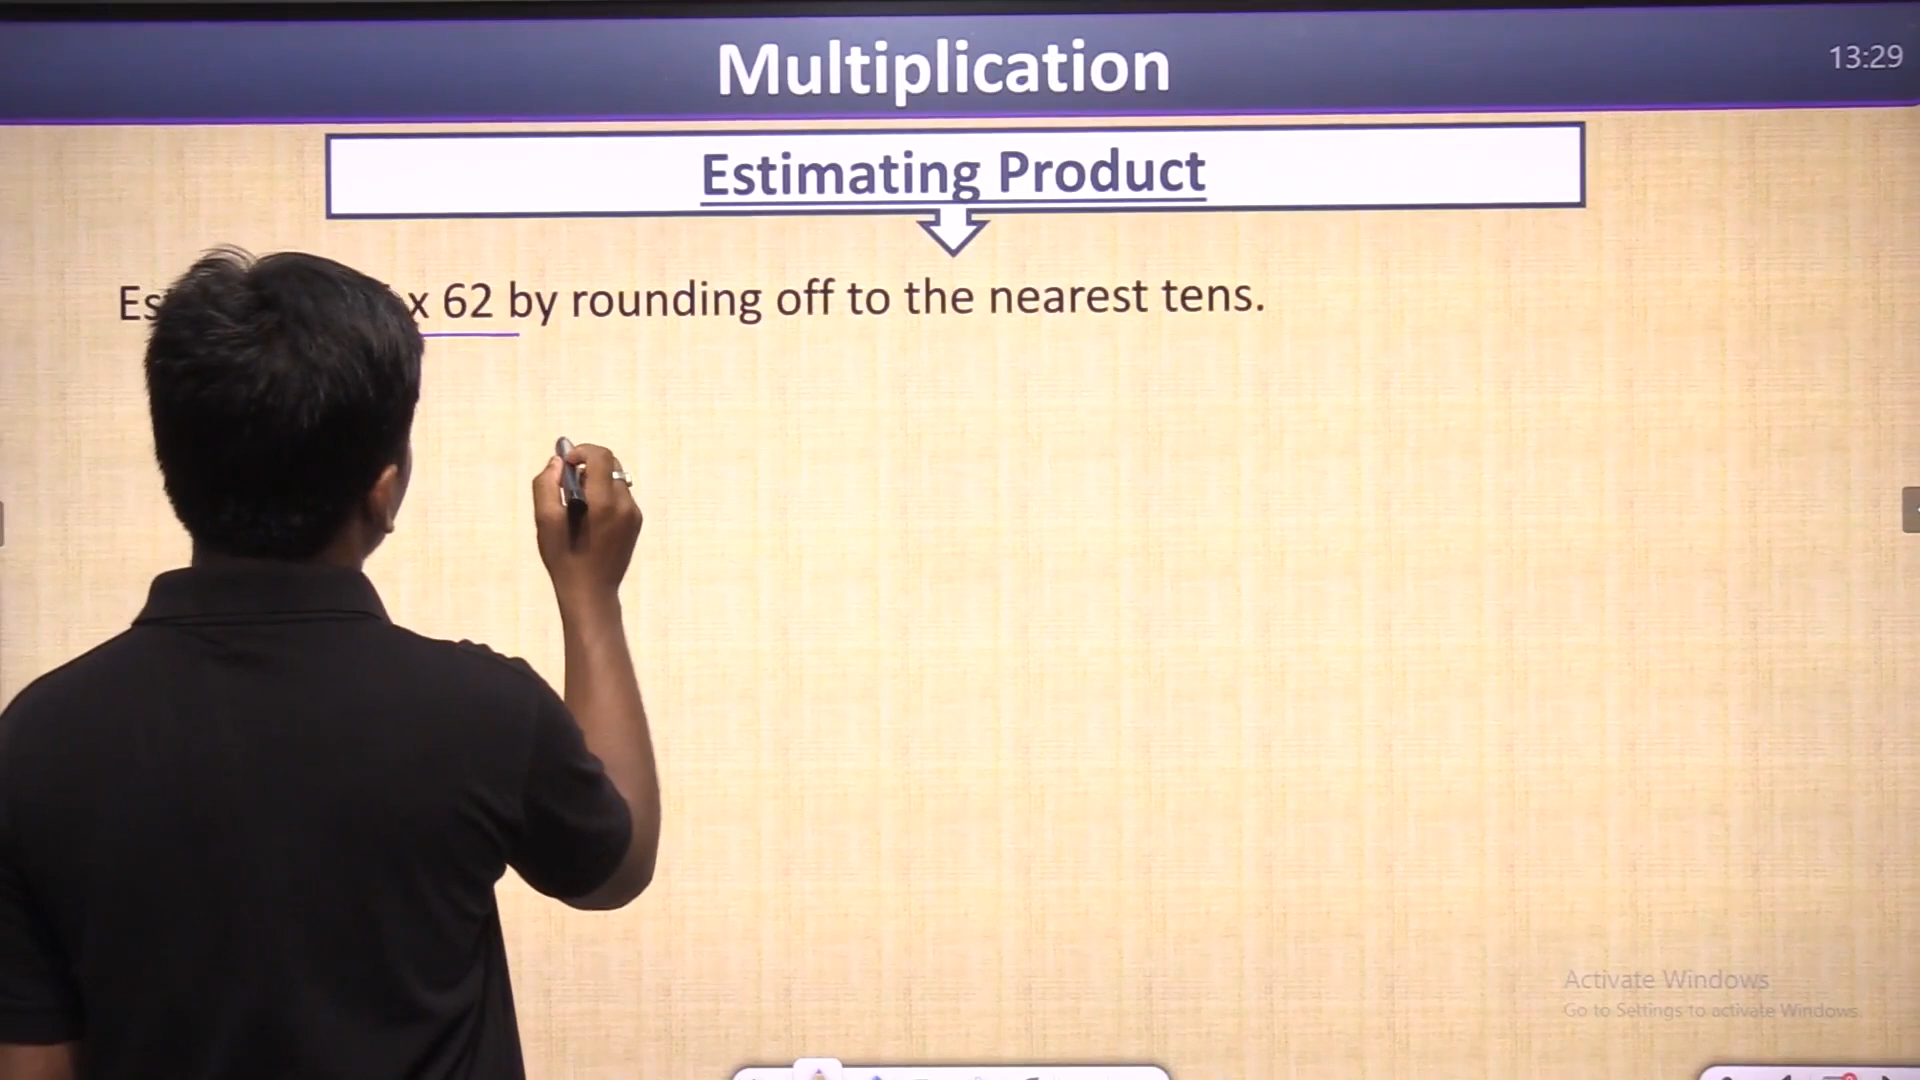 Multiplication
13:29
Estimating Product
x 62 by rounding off to the nearest tens.
Activate Windows
Go to Settings to activate Windows.